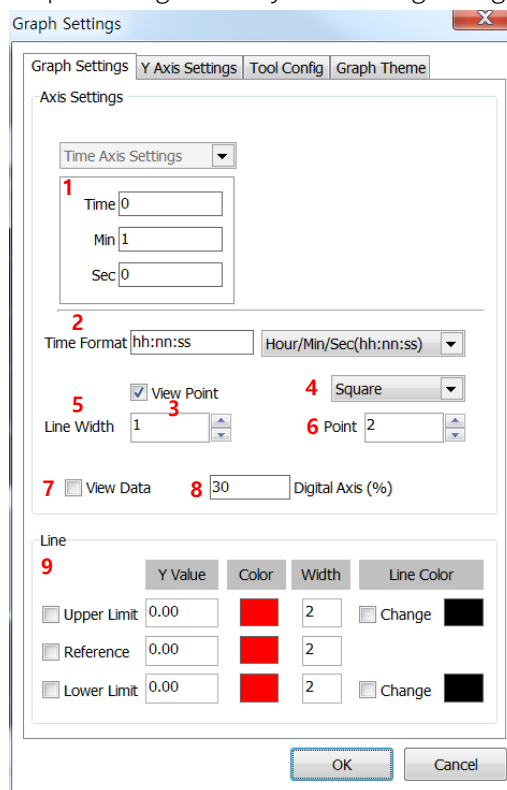 Graph Settings
X
Graph Settings Y Axis Settings Tool Config Graph Theme
Axis Settings
Time Axis Settings
1
Time 0
Min 1
Sec 0
2
Time Format hh:nn:ss Hour/Min/Sec(hh:nn:ss)
View Point 4 Square
5 3
Line Width 1 6 Point 2
7 View Data 8 30 Digital Axis (%)
Line
9
Y Value Color Width Line Color
Upper Limit 0.00 2 Change
Reference 0.00 2
Lower Limit 0.00 2 Change
OK Cancel